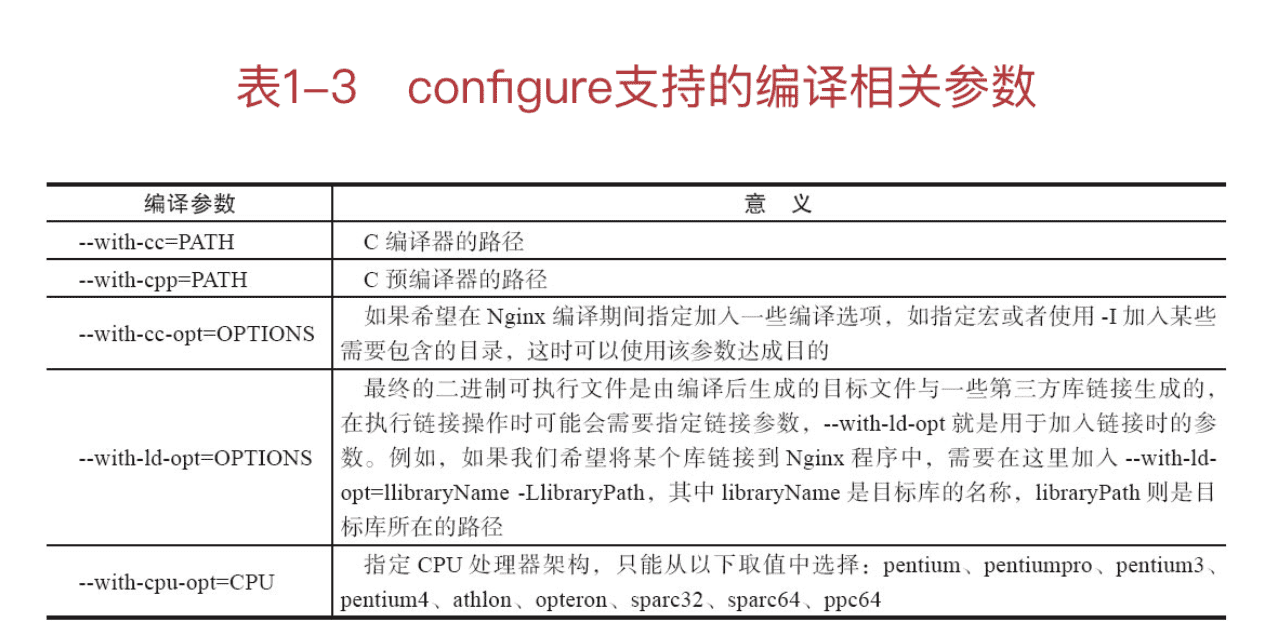 表1-3 configure支持的编译相关参数
编译参数 意 义
--with-cc=PATH C 编译器的路径
--with-cpp=PATH C 预编译器的路径
--with-cc-opt=OPTIONS 如果希望在 Nginx 编译期间指定加入一些编译选项，如指定宏或者使用 -I 加入某些
需要包含的目录，这时可以使用该参数达成目的
--with-ld-opt=OPTIONS 最终的二进制可执行文件是由编译后生成的目标文件与一些第三方库链接生成的，
在执行链接操作时可能会需要指定链接参数，--with-ld-opt 就是用于加入链接时的参
数。例如，如果我们希望将某个库链接到 Nginx 程序中，需要在这里加入 --with-ld-
opt=llibraryName -LlibraryPath，其中 libraryName 是目标库的名称，libraryPath 则是目
标库所在的路径
--with-cpu-opt=CPU 指定 CPU 处理器架构，只能从以下取值中选择：pentium、pentiumpro、pentium3、
pentium4、athlon、opteron、sparc32、sparc64、ppc64